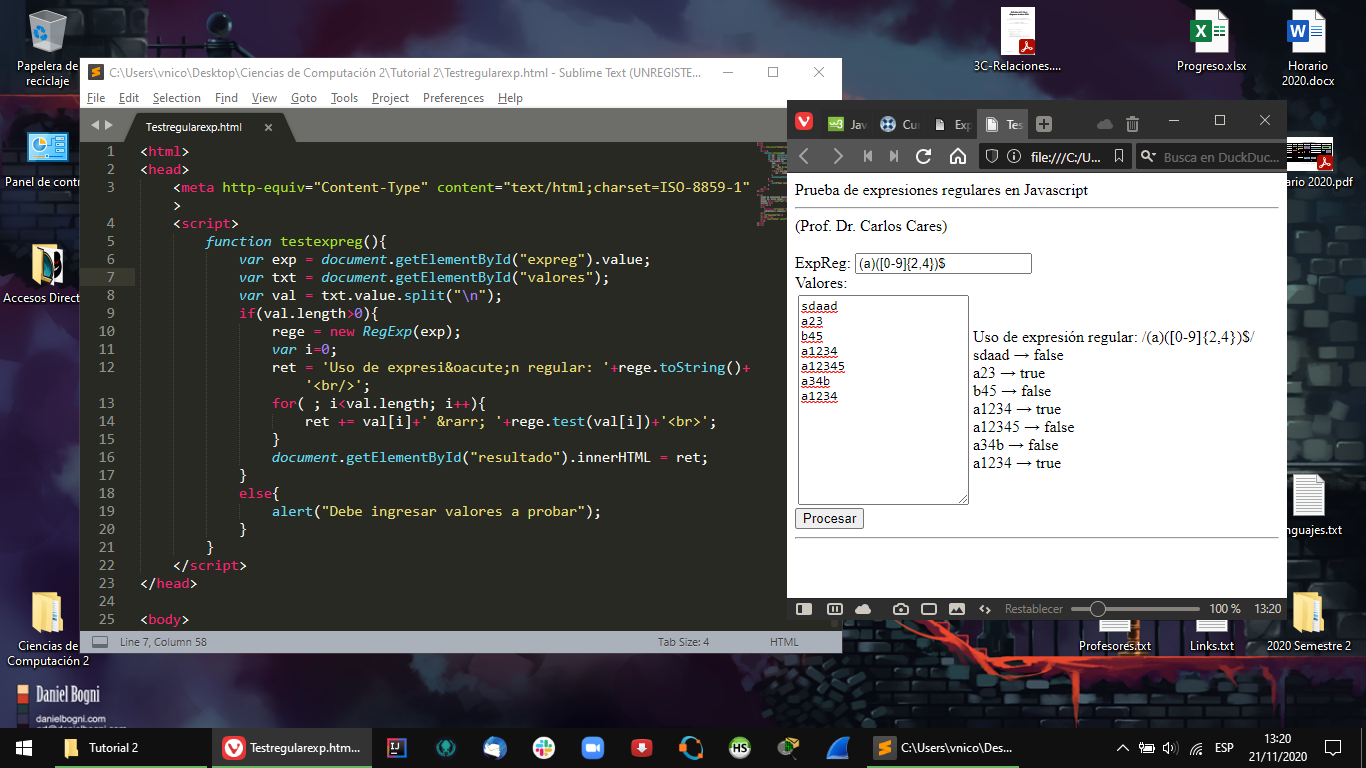 Papelera de
reciclaje
Panel de contr
Accesos Direct
Ciencias de
Computación 2
Daniel Bogni
danielbogni.com
3C-Relaciones....
Progreso.xlsx
Horario
2020.docx
ario 2020.pdf
nguajes.txt
Profesores.txt
Links.txt
2020 Semestre 2
C:\Users\vnico\Desktop\Ciencias de Computación 2\Tutorial 2\Testregularexp.html - Sublime Text (UNREGISTE...
File Edit Selection Find View Goto Tools Project Preferences Help
Testregularexp.html
1 <html>
2 <head>
3 <meta http-equiv="Content-Type" content="text/html;charset=ISO-8859-1"
>
4 <script>
5 function testexpreg(){
6 var exp = document.getElementById("expreg").value;
7 var txt = document.getElementById("valores");
8 var val = txt.value.split("\n");
9 if(val.length>0){
10 rege = new RegExp(exp);
11 var i=0;
12 ret = 'Uso de expresi&oacute;n regular: '+rege.toString()+
'<br/>';
13 for( ; i<val.length; i++){
14 ret += val[i]+' &rarr; '+rege.test(val[i])+'<br>';
15 }
16 document.getElementById("resultado").innerHTML = ret;
17 }
18 else{
19 alert("Debe ingresar valores a probar");
20 }
21 }
22 </script>
23 </head>
24
25 <body>
Line 7, Column 58
Tab Size: 4
HTML
Jav
Cu
Exp
Tes
file:///C:/U...
Busca en DuckDuc...
Prueba de expresiones regulares en Javascript
(Prof. Dr. Carlos Cares)
ExpReg: (a)([0-9]{2,4})$
Valores:
sdaad
a23
b45
a1234
a12345
a34b
a1234
Uso de expresión regular: /(a)([0-9]{2,4})$/
sdaad → false
a23 → true
b45 → false
a1234 → true
a12345 → false
a34b → false
a1234 → true
Procesar
Restablecer
100 %
13:20
Tutorial 2
Testregularexp.htm...
C:\Users\vnico\Des...
ESP
13:20
21/11/2020